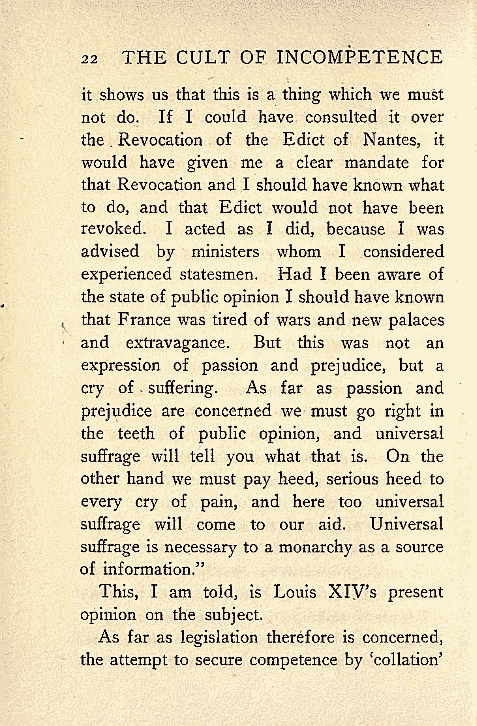 22 THE CULT OF INCOMPETENCE
it shows us that this is a thing which we must
not do. If I could have consulted it over
the Revocation of the Edict of Nantes, it
would have given me a clear mandate for
that Revocation and I should have known what
to do, and that Edict would not have been
revoked. I acted as I did, because I was
advised by ministers whom I considered
experienced statesmen. Had I been aware of
the state of public opinion I should have known
that France was tired of wars and new palaces
and extravagance. But this was not an
expression of passion and prejudice, but a
cry of suffering. As far as passion and
prejudice are concerned we must go right in
the teeth of public opinion, and universal
suffrage will tell you what that is. On the
other hand we must pay heed, serious heed to
every cry of pain, and here too universal
suffrage will come to our aid. Universal
suffrage is necessary to a monarchy as a source
of information.”
This, I am told, is Louis XIV’s present
opinion on the subject.
As far as legislation therefore is concerned,
the attempt to secure competence by ‘collation’